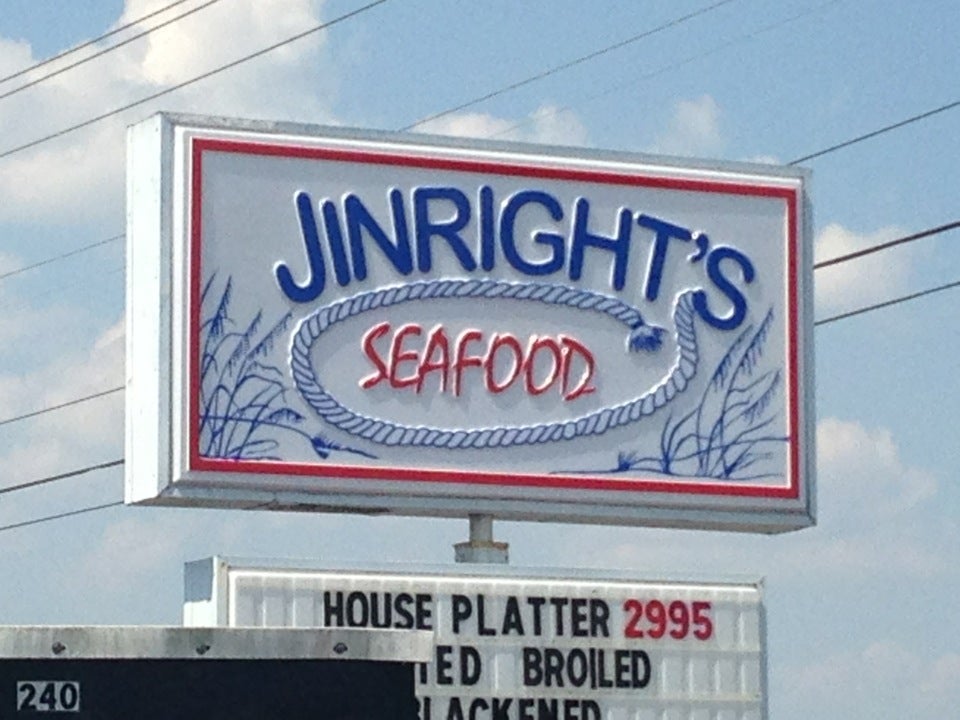 JINRIGHT'S
SEAFOOD
HOUSE PLATTER 2995
BROILED
240